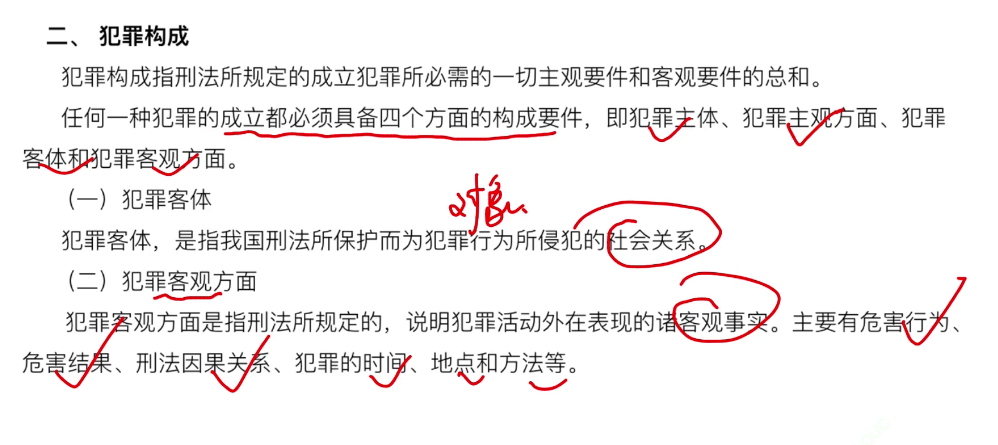 二、 犯罪构成
犯罪构成指刑法所规定的成立犯罪所必需的一切主观要件和客观要件的总和。
任何一种犯罪的成立都必须具备四个方面的构成要件，即犯罪主体、犯罪主观方面、犯罪
客体和犯罪客观方面。
（一）犯罪客体
对象
犯罪客体，是指我国刑法所保护而为犯罪行为所侵犯的社会关系。
（二）犯罪客观方面
犯罪客观方面是指刑法所规定的，说明犯罪活动外在表现的诸客观事实。主要有危害行为、
危害结果、刑法因果关系、犯罪的时间、地点和方法等。